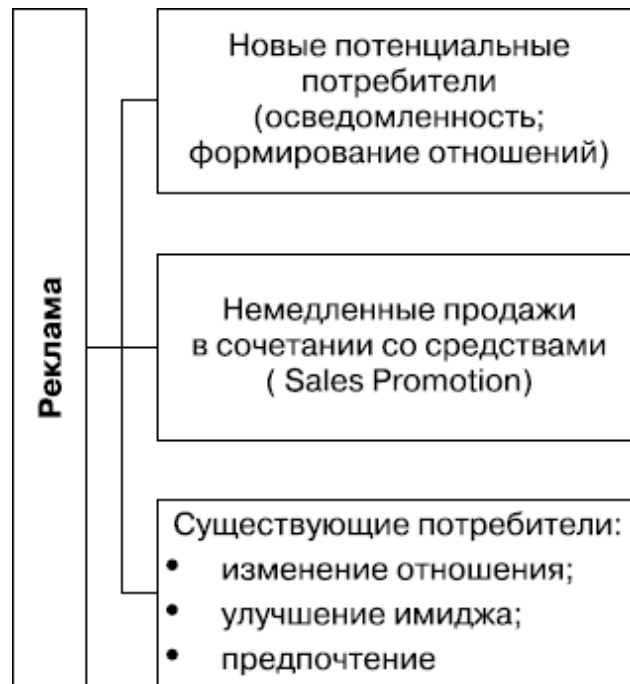 Реклама
Новые потенциальные
потребители
(осведомленность;
формирование отношений)
Немедленные продажи
в сочетании со средствами
( Sales Promotion)
Существующие потребители:
• изменение отношения;
• улучшение имиджа;
• предпочтение